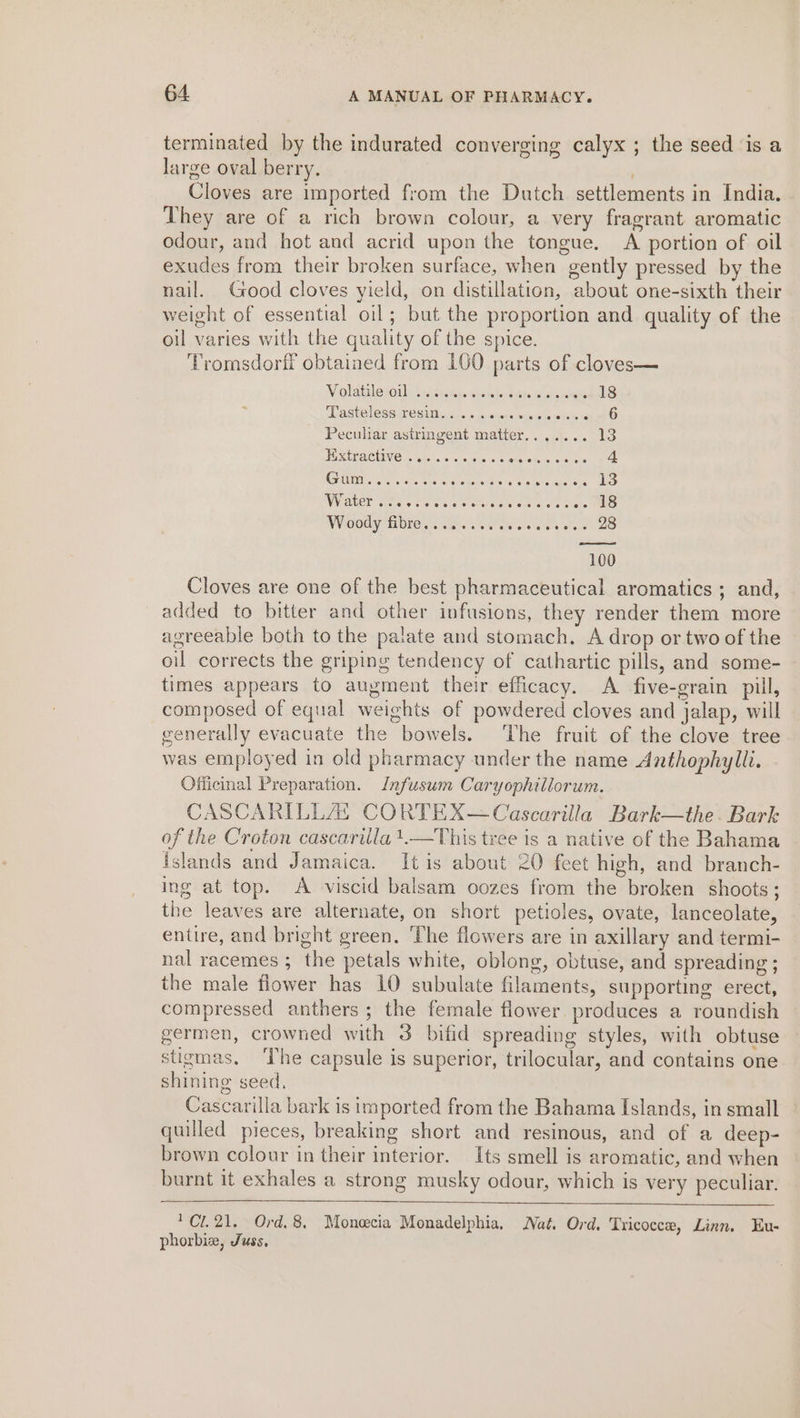 64 A MANUAL OF PHARMACY.
terminated by the indurated converging calyx ; the seed is a
large oval berry.
Cloves are imported from the Dutch settlements in India.
They are of a rich brown colour, a very fragrant aromatic
odour, and hot and acrid upon the tongue. A portion of oil
exudes from their broken surface, when gently pressed by the
nail. Good cloves yield, on distillation, about one-sixth their
weight of essential oil ; but the proportion and quality of the
oil varies with the quality of the spice.
Tromsdorff obtained from 100 parts of cloves—
Volatile oil ...................... 18
Tasteless resin.................... 6
Peculiar astringent matter....... 13
Extractive ........................ 4
Gum............................... 13
Water ............................ 18
Woody fibre...................... 28
100
Cloves are one of the best pharmaceutical aromatics ; and,
added to bitter and other infusions, they render them more
agreeable both to the palate and stomach. A drop or two of the
oil corrects the griping tendency of cathartic pills, and some-
times appears to augment their efficacy. A five-grain pill,
composed of equal weights of powdered cloves and jalap, will
generally evacuate the bowels. The fruit of the clove tree
was employed in old pharmacy under the name Anthophylli.
Officinal Preparation. Infusum Caryophillorum.
CASCARILLÆ CORTEX—Cascarilla Bark—the Bark
of the Croton cascarilla ¹.—This tree is a native of the Bahama
islands and Jamaica. It is about 20 feet high, and branch-
ing at top. A viscid balsam oozes from the broken shoots ;
the leaves are alternate, on short petioles, ovate, lanceolate,
entire, and bright green. The flowers are in axillary and termi-
nal racemes ; the petals white, oblong, obtuse, and spreading ;
the male flower has 10 subulate filaments, supporting erect,
compressed anthers ; the female flower produces a roundish
germen, crowned with 3 bifid spreading styles, with obtuse
stigmas. The capsule is superior, trilocular, and contains one
shining seed.
Cascarilla bark is imported from the Bahama Islands, in small
quilled pieces, breaking short and resinous, and of a deep-
brown colour in their interior. Its smell is aromatic, and when
burnt it exhales a strong musky odour, which is very peculiar.
¹ Cl. 21. Ord. 8. Monœcia Monadelphia. Nat. Ord. Tricoccæ, Linn. Eu-
phorbiæ, Juss.